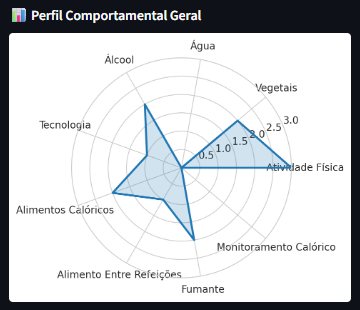 📊 Perfil Comportamental Geral
Água
Álcool
Vegetais
Tecnologia
3.0
2.5
2.0
1.5
1.0
0.5
Atividade Física
Alimentos Calóricos
Monitoramento Calórico
Alimento Entre Refeições
Fumante